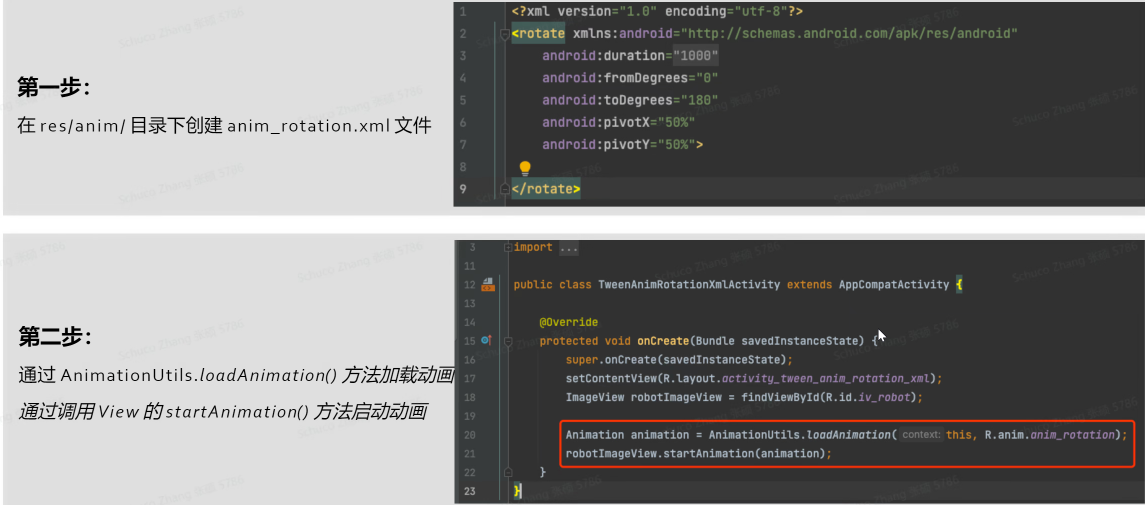 第一步：
在 res/anim/ 目录下创建 anim_rotation.xml 文件
1 <?xml version="1.0" encoding="utf-8"?>
2 <rotate xmlns:android="http://schemas.android.com/apk/res/android"
3 android:duration="1000"
4 android:fromDegrees="0"
5 android:toDegrees="180"
6 android:pivotX="50%"
7 android:pivotY="50%">
8
9 </rotate>
第二步：
通过 AnimationUtils.loadAnimation() 方法加载动画
通过调用 View 的 startAnimation() 方法启动动画
3 import ...
11
12 public class TweenAnimRotationXmlActivity extends AppCompatActivity {
13
14 @Override
15 protected void onCreate(Bundle savedInstanceState) {
16 super.onCreate(savedInstanceState);
17 setContentView(R.layout.activity_tween_anim_rotation_xml);
18 ImageView robotImageView = findViewById(R.id.iv_robot);
19
20 Animation animation = AnimationUtils.loadAnimation( context: this, R.anim.anim_rotation);
21 robotImageView.startAnimation(animation);
22 }
23 }